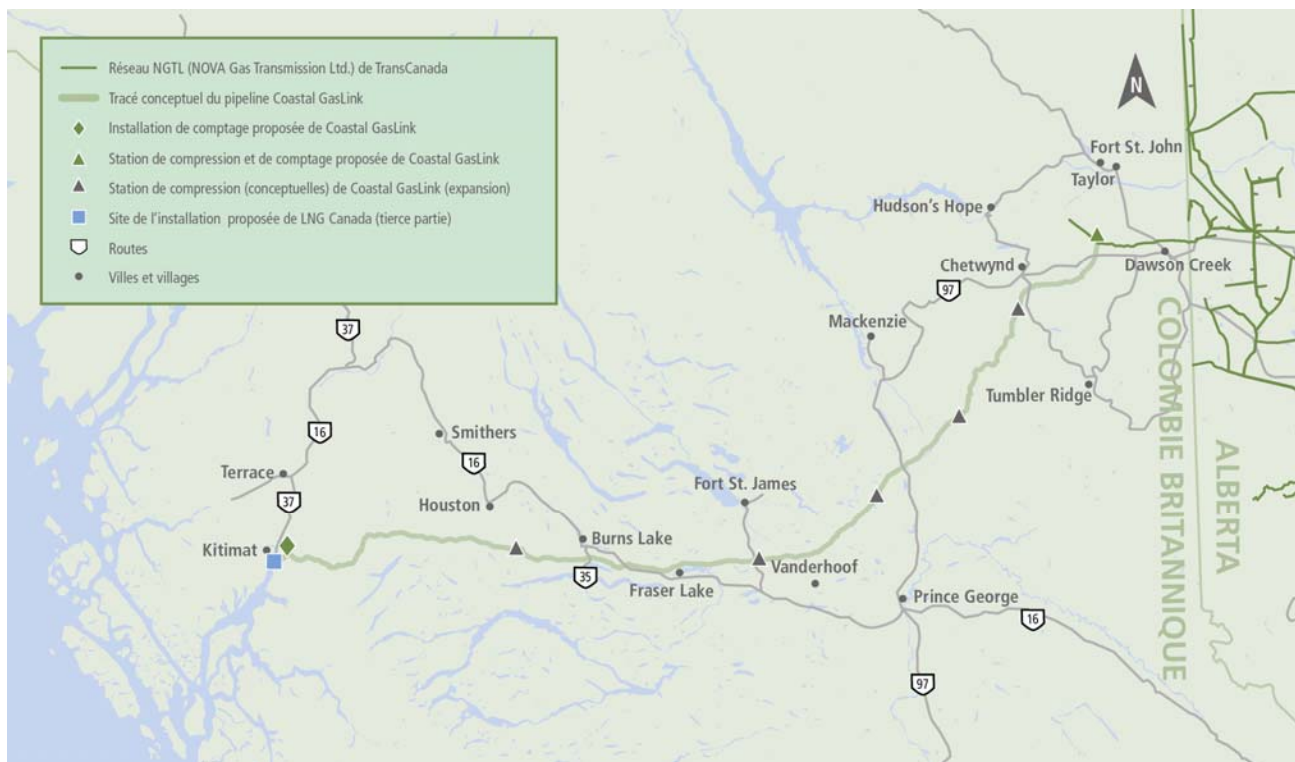 Réseau NGTL (NOVA Gas Transmission Ltd.) de TransCanada
Tracé conceptuel du pipeline Coastal GasLink
Installation de comptage proposée de Coastal GasLink
Station de compression et de comptage proposée de Coastal GasLink
Station de compression (conceptuelles) de Coastal GasLink (expansion)
Site de l'installation proposée de LNG Canada (tierce partie)
Routes
Villes et villages
N
Fort St. John
Taylor
Hudson's Hope
Chetwynd
Dawson Creek
97
37
Mackenzie
Tumbler Ridge
COLOMBIE BRITANNIQUE
ALBERTA
16
Smithers
16
Terrace
37
Houston
Fort St. James
Kitimat
Burns Lake
35
Fraser Lake
Vanderhoof
Prince George
16
97